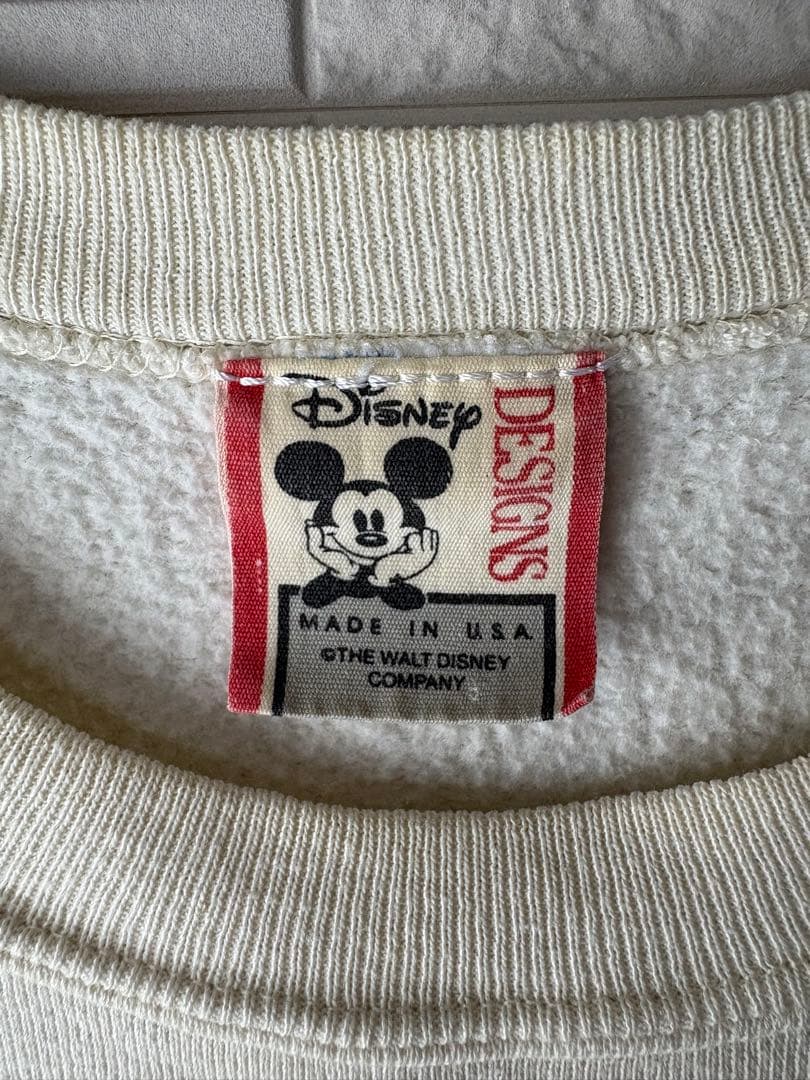 Disney
DESIGNS
MADE IN U.S.A.
©THE WALT DISNEY
COMPANY